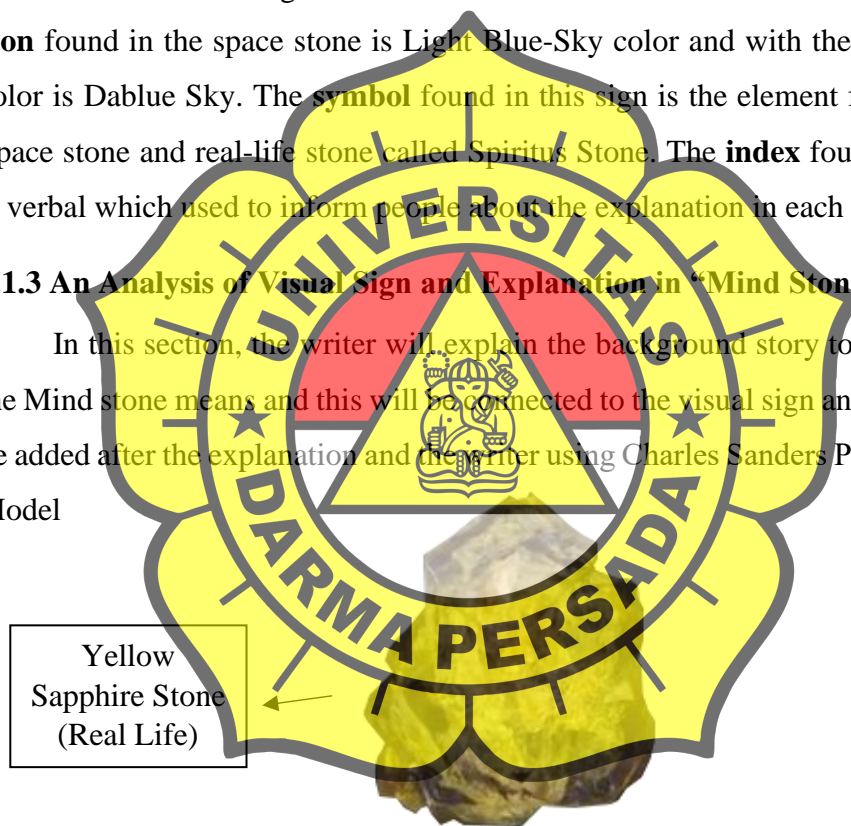 on found in the space stone is Light Blue-Sky color and with the
olor is Dablue Sky. The symbol found in this sign is the element
pace stone and real-life stone called Spiritus Stone. The index fou
verbal which used to inform people about the explanation in each
1.3 An Analysis of Visual Sign and Explanation in “Mind Ston
In this section, the writer will explain the background story to
e Mind stone means and this will be connected to the visual sign an
e added after the explanation and the writer using Charles Sanders P
odel
UNIVERSITAS
DARMA PERSADA
Yellow
Sapphire Stone
(Real Life)